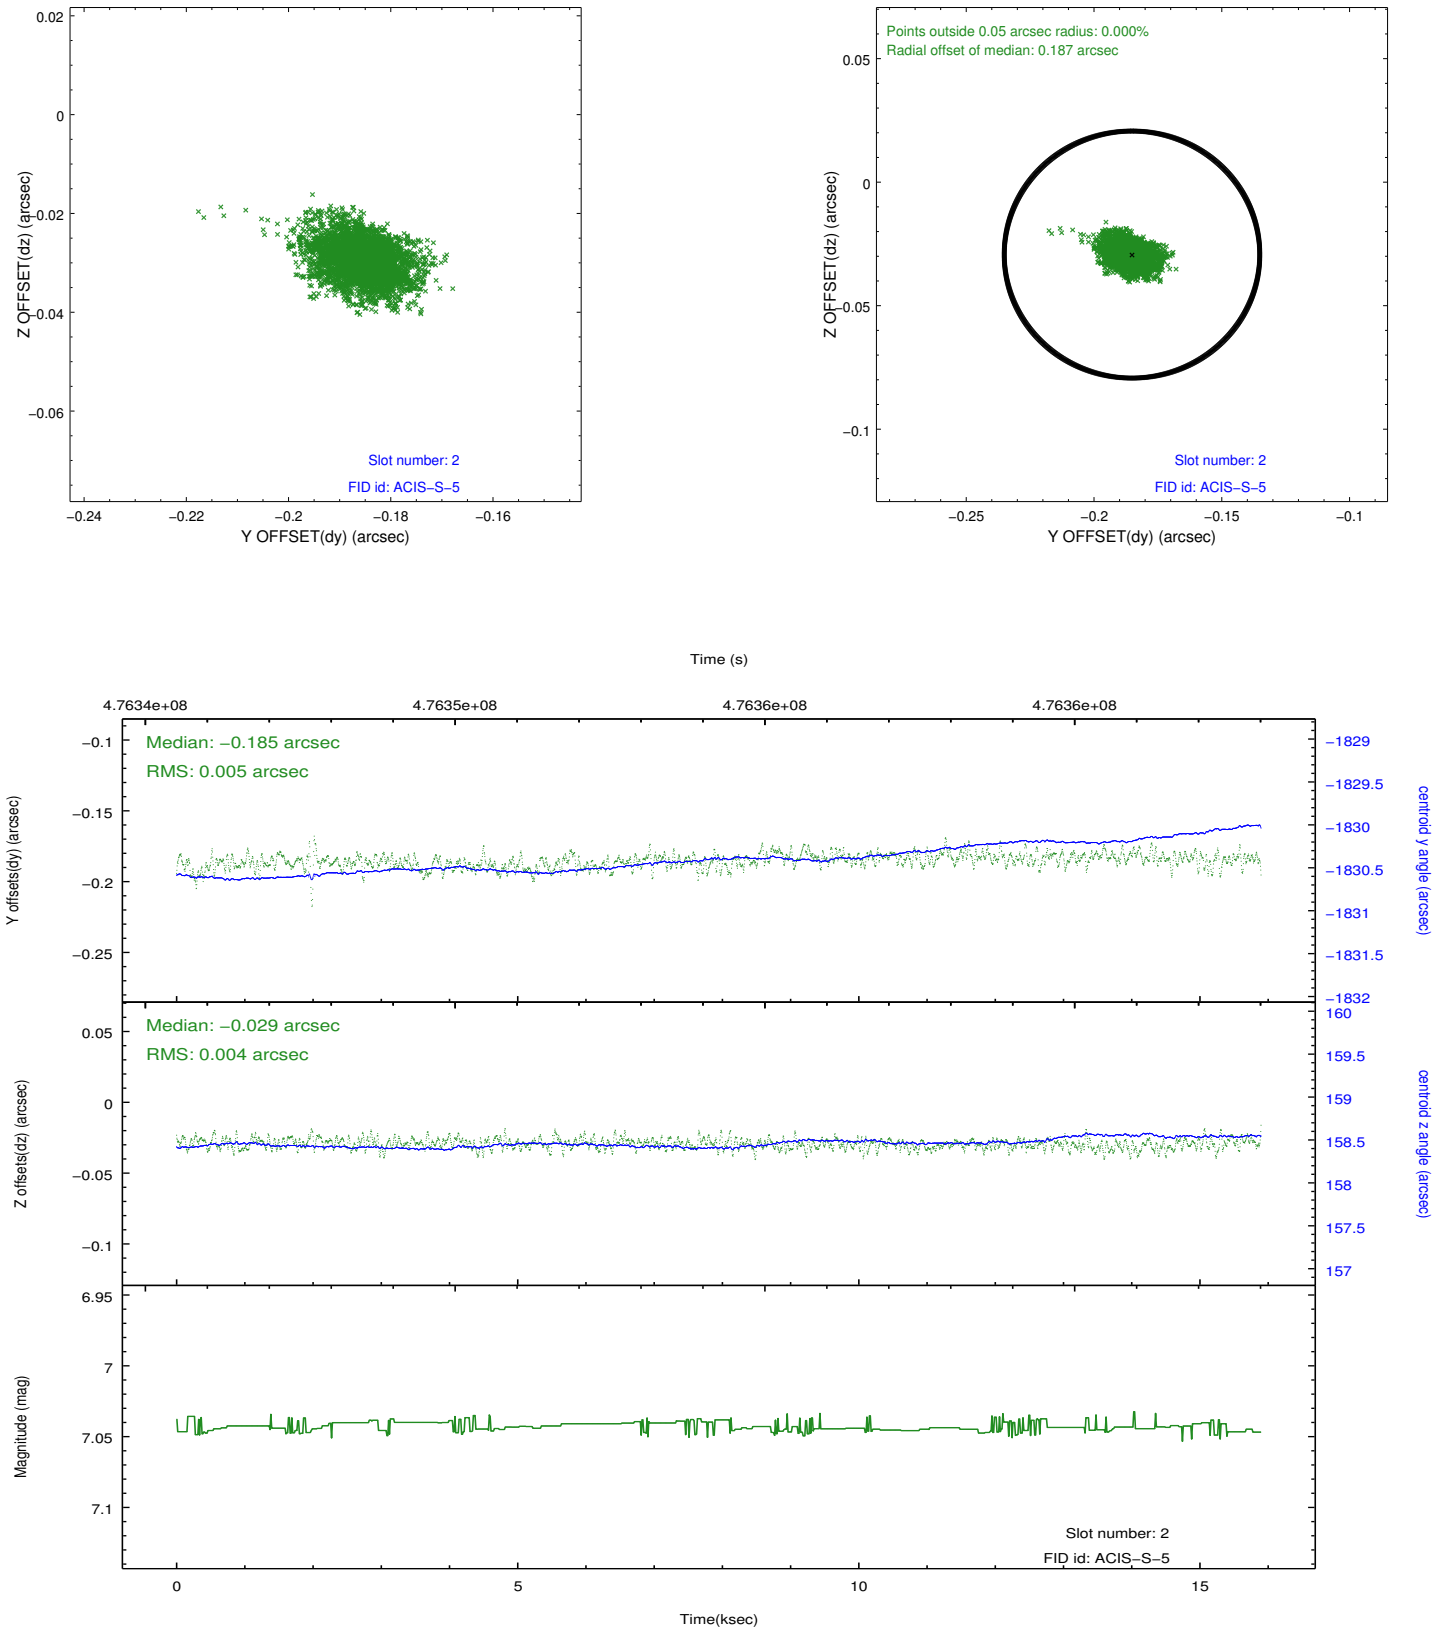 0.02
0
−0.02
−0.04
−0.06
Z OFFSET(dz) (arcsec)
Slot number: 2
FID id: ACIS−S−5
−0.24
−0.22
−0.2
−0.18
−0.16
Y OFFSET(dy) (arcsec)
Points outside 0.05 arcsec radius: 0.000%
Radial offset of median: 0.187 arcsec
0.05
0
−0.05
−0.1
Z OFFSET(dz) (arcsec)
Slot number: 2
FID id: ACIS−S−5
−0.25
−0.2
−0.15
−0.1
Y OFFSET(dy) (arcsec)
Time (s)
4.7634e+08
4.7635e+08
4.7636e+08
4.7636e+08
Median: −0.185 arcsec
RMS: 0.005 arcsec
−0.1
−0.15
−0.2
−0.25
Y offsets(dy) (arcsec)
−1829
−1829.5
−1830
−1830.5
−1831
−1831.5
−1832
centroid y angle (arcsec)
Median: −0.029 arcsec
RMS: 0.004 arcsec
0.05
0
−0.05
−0.1
Z offsets(dz) (arcsec)
160
159.5
159
158.5
158
157.5
157
centroid z angle (arcsec)
6.95
7
7.05
7.1
Magnitude (mag)
Slot number: 2
FID id: ACIS−S−5
0
5
10
15
Time(ksec)